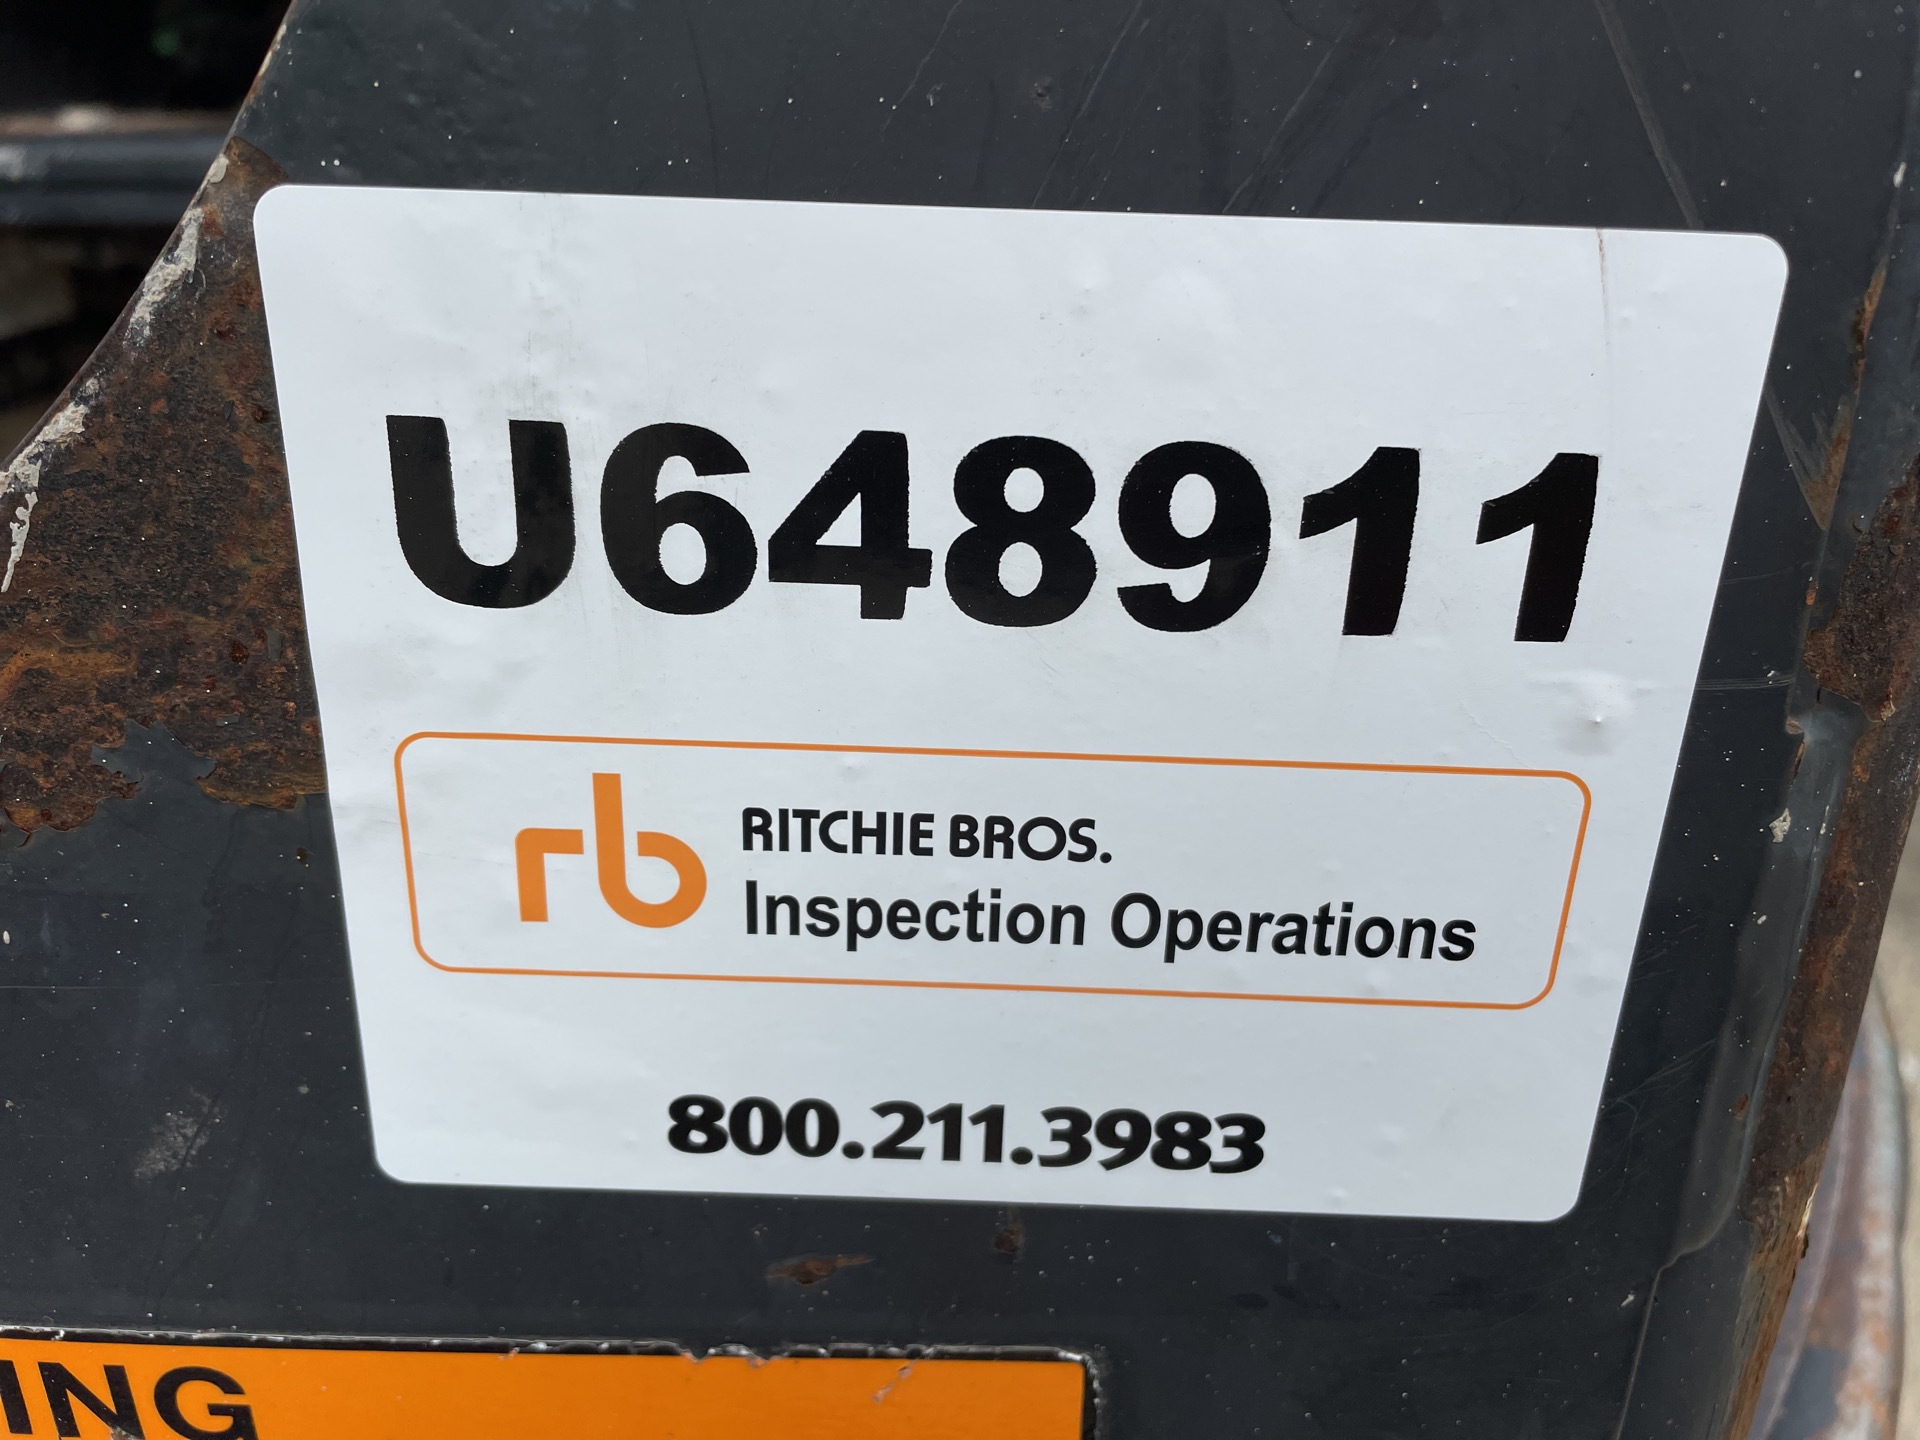 U648911
rb
RITCHIE BROS.
Inspection Operations
800.211.3983
ING